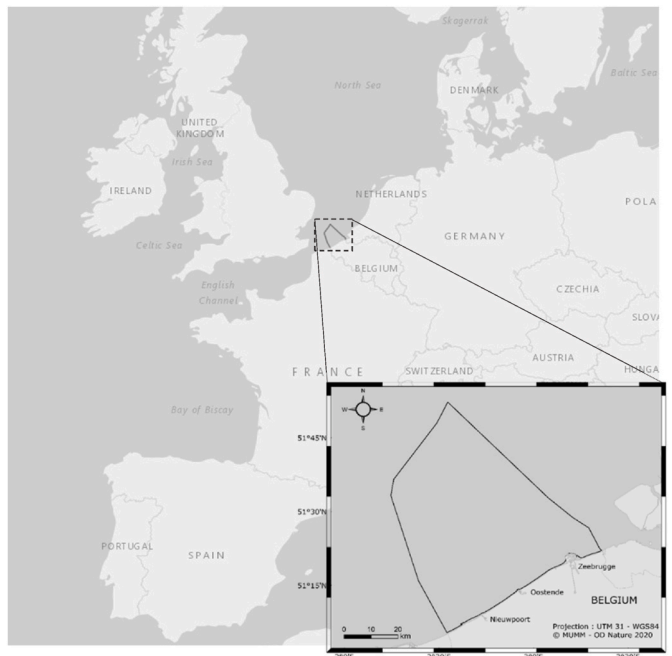 Skagerrak
North Sea
Baltic Sea
DENMARK
UNITED
KINGDOM
Irish Sea
IRELAND
NETHERLANDS
POLA
GERMANY
Celtic Sea
BELGIUM
English
Channel
CZECHIA
SLOVA
AUSTRIA
FRANCE
SWITZERLAND
HUNGA
Bay of Biscay
PORTUGAL
SPAIN
N
W
E
S
51°45'N
51°30'N
51°15'N
Zeebrugge
Oostende
BELGIUM
Nieuwpoort
0 10 20
km
Projection : UTM 31 - WGS84
© MUMM - OO Nature 2020